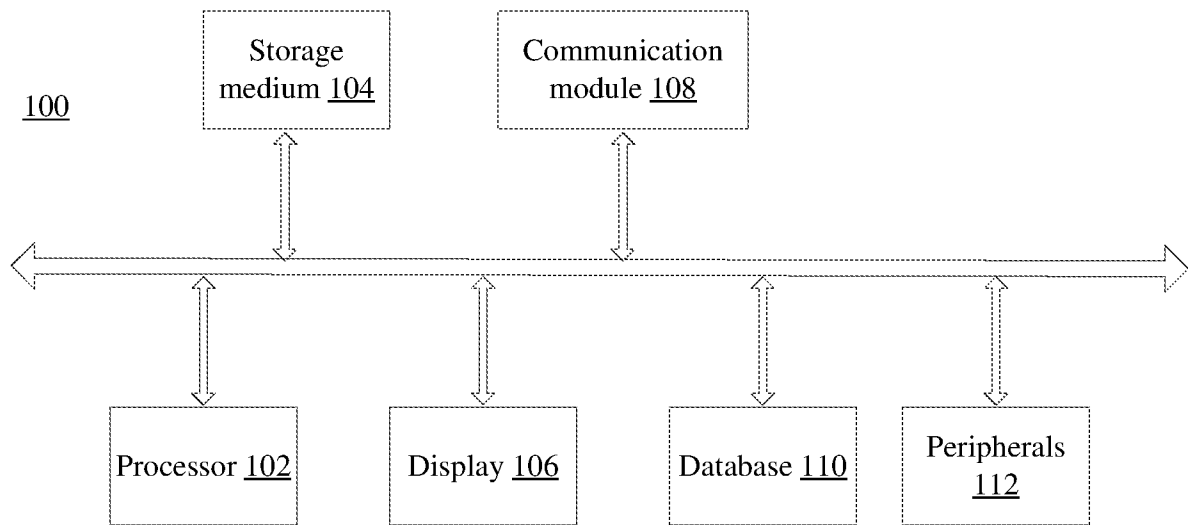 Storage
medium 104
Communication
module 108
100
Processor 102
Display 106
Database 110
Peripherals
112